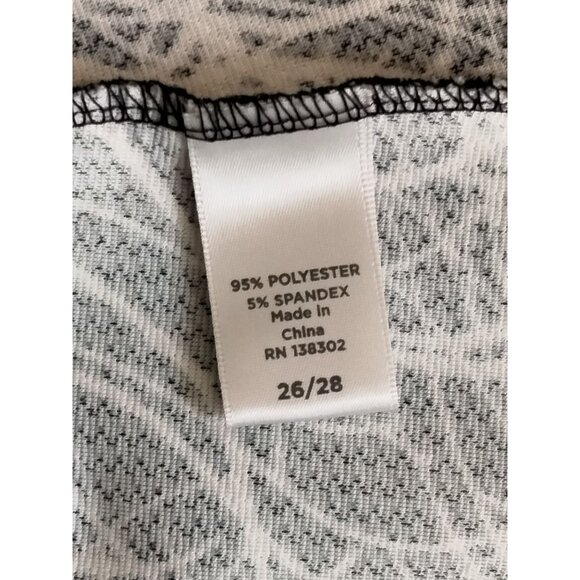 95% POLYESTER
5% SPANDEX
Made in
China
RN 138302
26/28